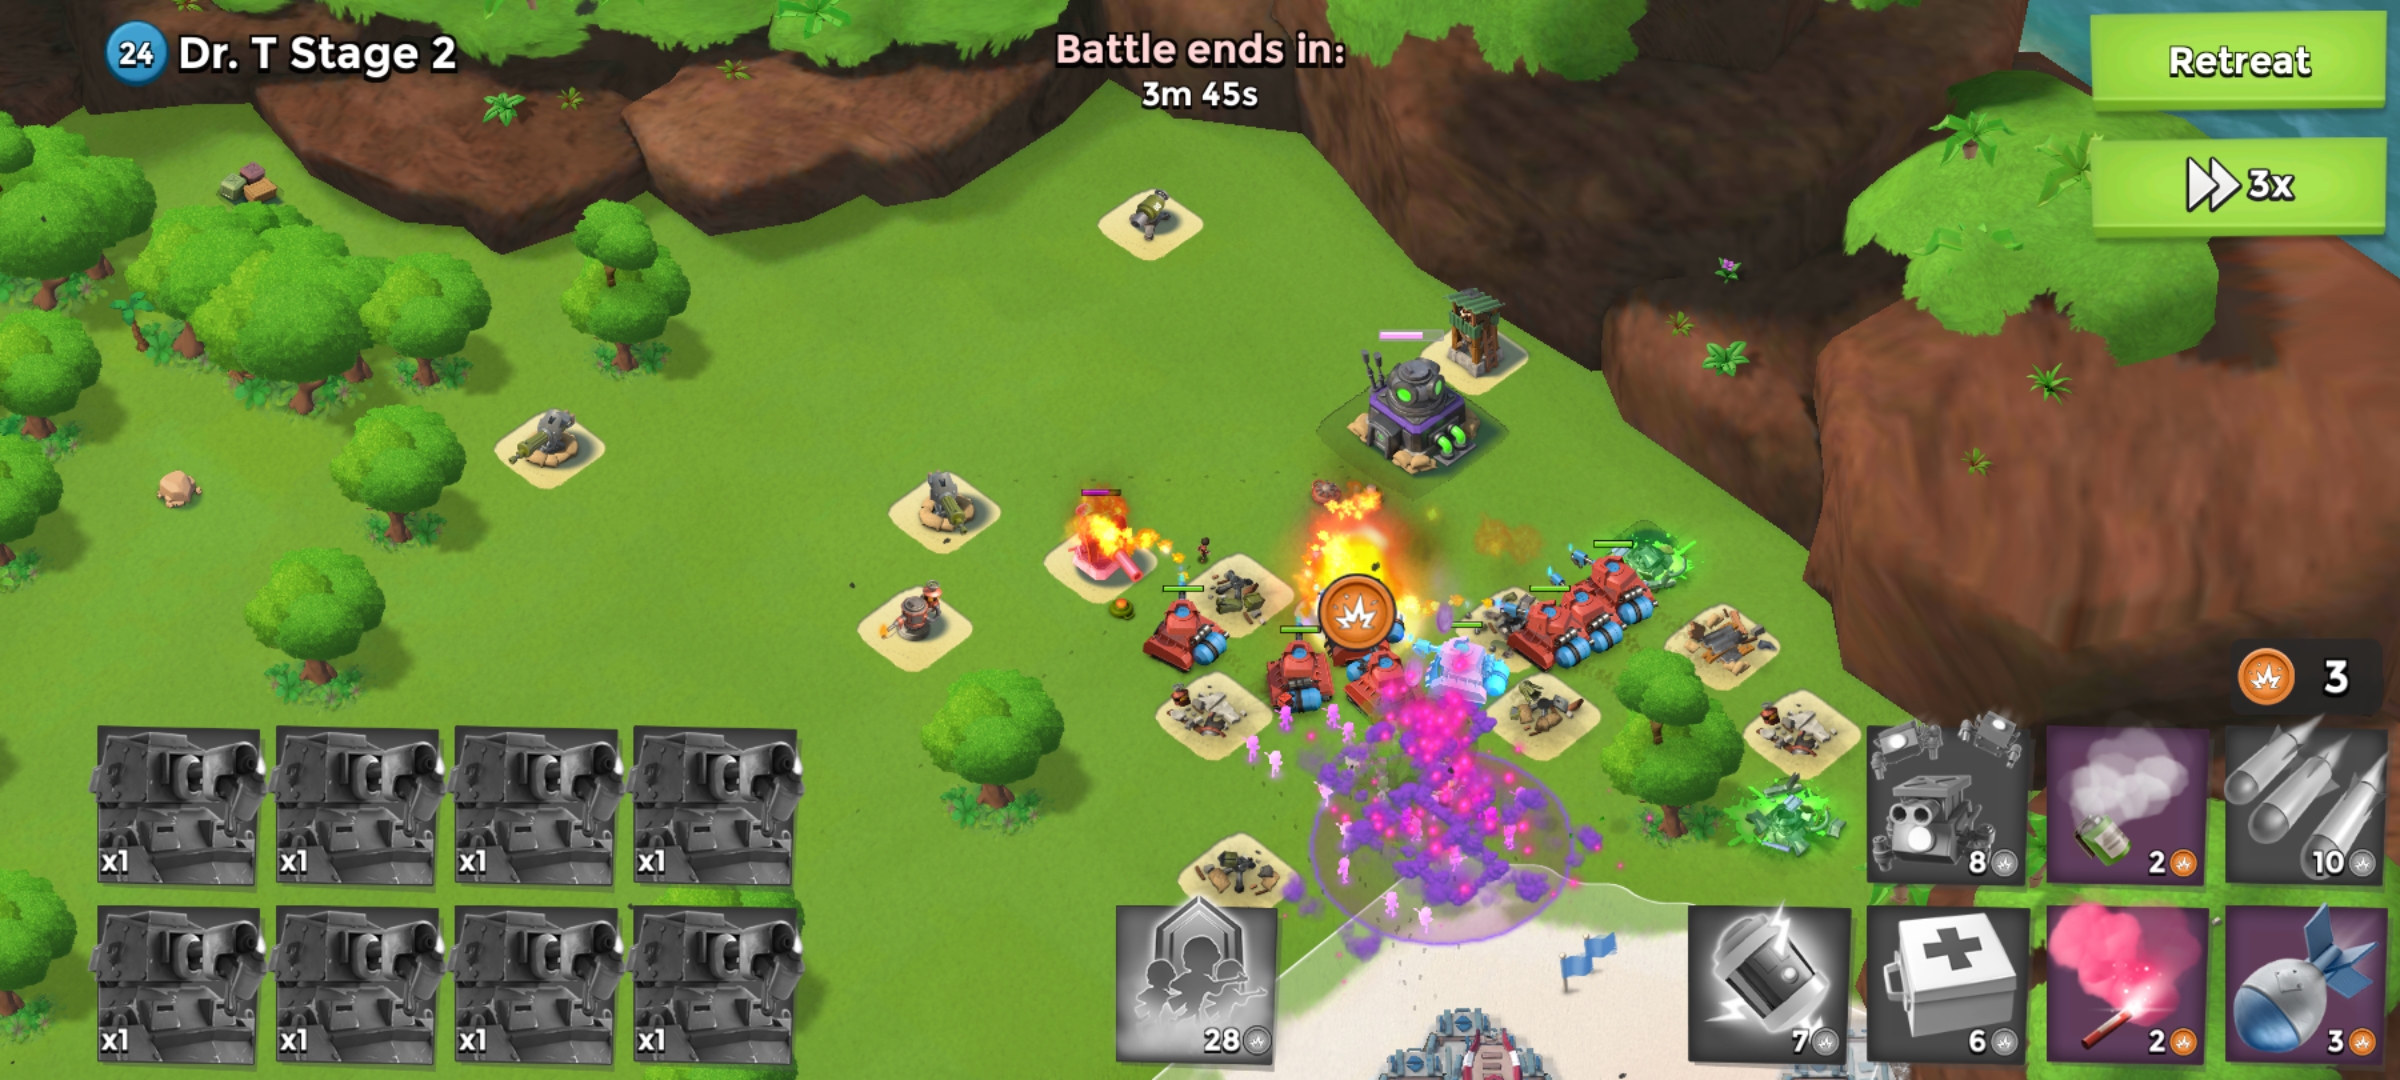 24 Dr. T Stage 2
Battle ends in:
3m 45s
Retreat
3x
3
x1 x1 x1 x1
8 2 10
x1 x1 x1 x1
28 7 6 2 3